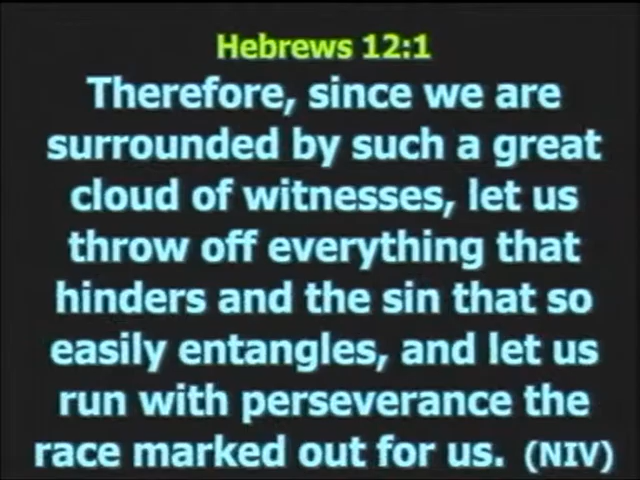 Hebrews 12:1
Therefore, since we are
surrounded by such a great
cloud of witnesses, let us
throw off everything that
hinders and the sin that so
easily entangles, and let us
run with perseverance the
race marked out for us. (NIV)